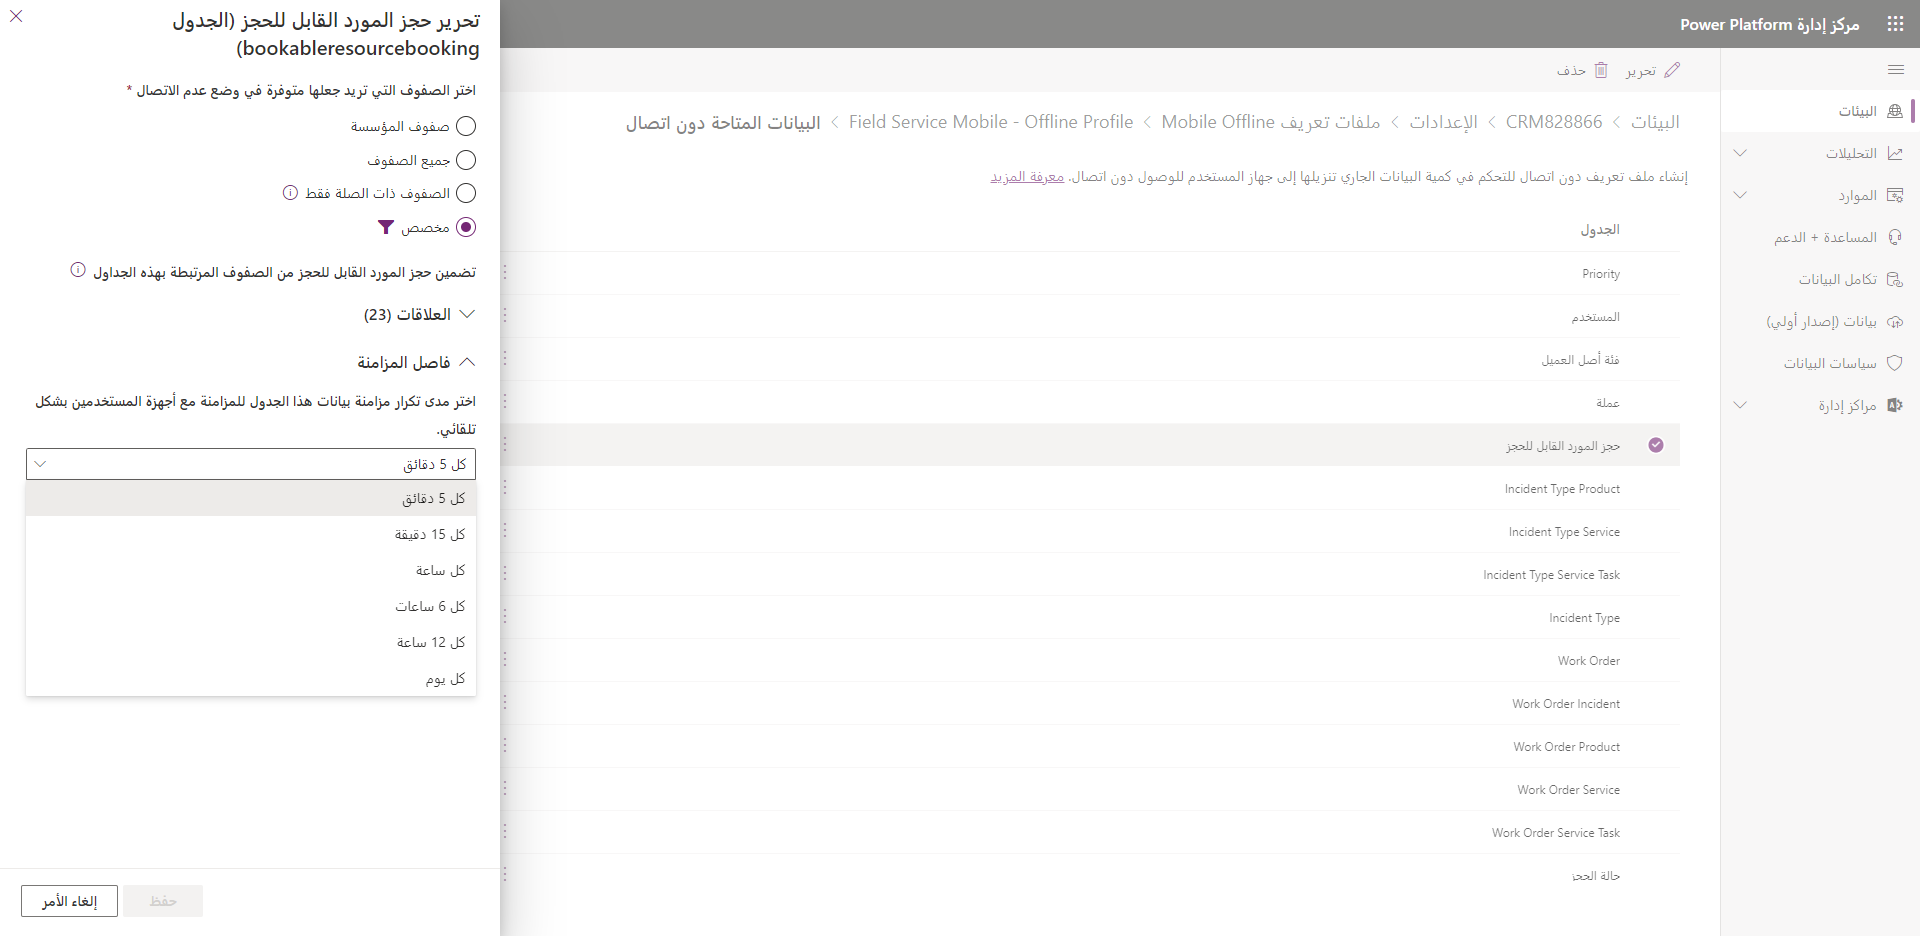 مركز إدارة Power Platform
تحرير
حذف
البيئات
التحليلات
الموارد
المساعدة + الدعم
تكامل البيانات
بيانات (إصدار أولي)
سياسات البيانات
مراكز إدارة
البيئات > CRM828866 > الإعدادات > ملفات تعريف Mobile Offline > Field Service Mobile - Offline Profile > البيانات المتاحة دون اتصال
إنشاء ملف تعريف دون اتصال للتحكم في كمية البيانات الجاري تنزيلها إلى جهاز المستخدم للوصول دون اتصال. معرفة المزيد
الجدول
Priority
المستخدم
فئة أصل العميل
عملة
حجز المورد القابل للحجز
Incident Type Product
Incident Type Service
Incident Type Service Task
Incident Type
Work Order
Work Order Incident
Work Order Product
Work Order Service
Work Order Service Task
حالة الحجز
تحرير حجز المورد القابل للحجز (الجدول
bookableresourcebooking)
اختر الصفوف التي تريد جعلها متوفرة في وضع عدم الاتصال *
صفوف المؤسسة
جميع الصفوف
الصفوف ذات الصلة فقط
مخصص
تضمين حجز المورد القابل للحجز من الصفوف المرتبطة بهذه الجداول
العلاقات (23)
فاصل المزامنة
اختر مدى تكرار مزامنة بيانات هذا الجدول للمزامنة مع أجهزة المستخدمين بشكل
تلقائي.
كل 5 دقائق
كل 5 دقائق
كل 15 دقيقة
كل ساعة
كل 6 ساعات
كل 12 ساعة
كل يوم
حفظ
إلغاء الأمر